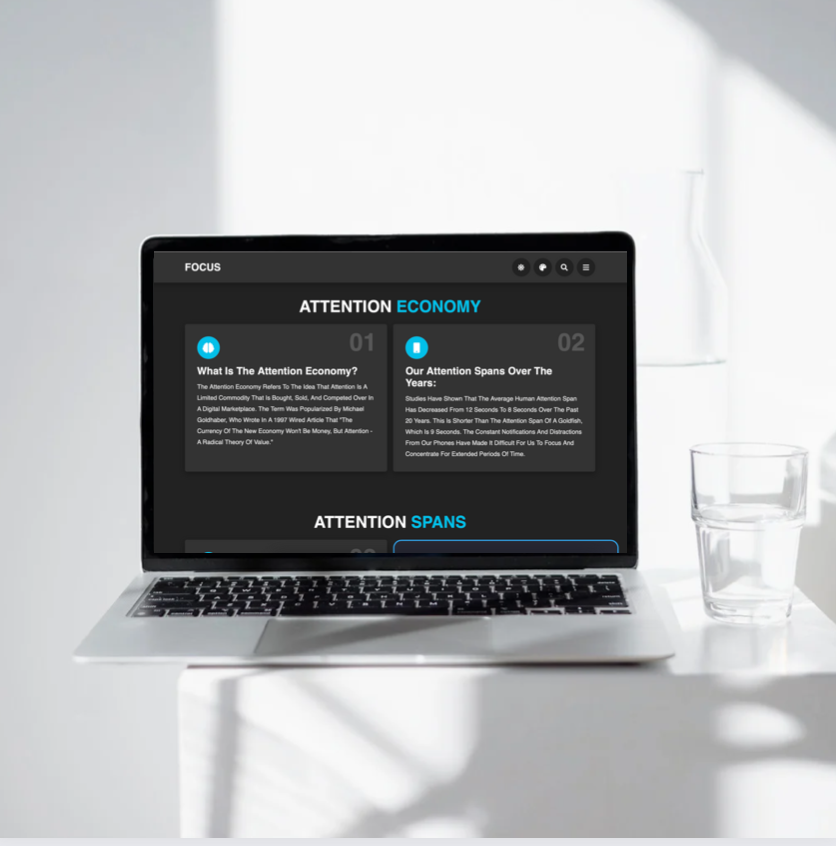 FOCUS
ATTENTION ECONOMY
01
What Is The Attention Economy?
The Attention Economy Refers To The Idea That Attention Is A
Limited Commodity That Is Bought, Sold, And Competed Over In
A Digital Marketplace. The Term Was Popularized By Michael
Goldhaber, Who Wrote In A 1997 Wired Article That "The
Currency Of The New Economy Won't Be Money, But Attention -
A Radical Theory Of Value."
02
Our Attention Spans Over The
Years:
Studies Have Shown That The Average Human Attention Span
Has Decreased From 12 Seconds To 8 Seconds Over The Past
20 Years. This Is Shorter Than The Attention Span Of A Goldfish,
Which Is 9 Seconds. The Constant Notifications And Distractions
From Our Phones Have Made It Difficult For Us To Focus And
Concentrate For Extended Periods Of Time.
ATTENTION SPANS